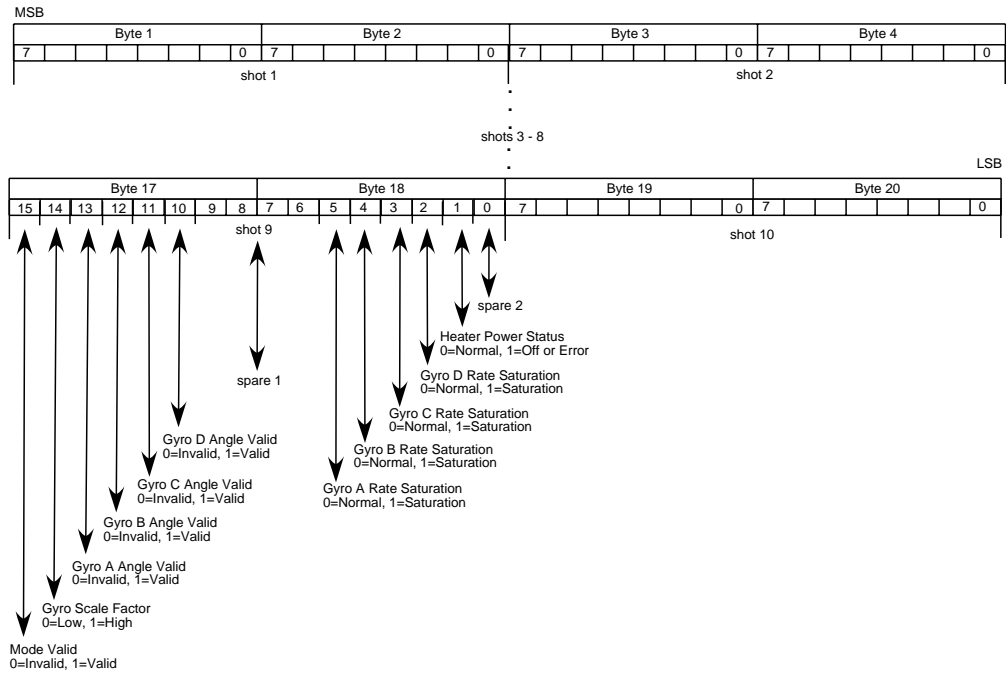 MSB
Byte 1 Byte 2 Byte 3 Byte 4
7 0 7 0 7 0 7 0
shot 1 shot 2
shots 3 - 8
LSB
Byte 17 Byte 18 Byte 19 Byte 20
15 14 13 12 11 10 9 8 7 6 5 4 3 2 1 0 7 0 7 0
shot 9 shot 10
spare 2
Heater Power Status
0=Normal, 1=Off or Error
spare 1
Gyro D Rate Saturation
0=Normal, 1=Saturation
Gyro C Rate Saturation
0=Normal, 1=Saturation
Gyro D Angle Valid
0=Invalid, 1=Valid
Gyro B Rate Saturation
0=Normal, 1=Saturation
Gyro C Angle Valid
0=Invalid, 1=Valid
Gyro A Rate Saturation
0=Normal, 1=Saturation
Gyro B Angle Valid
0=Invalid, 1=Valid
Gyro A Angle Valid
0=Invalid, 1=Valid
Gyro Scale Factor
0=Low, 1=High
Mode Valid
0=Invalid, 1=Valid